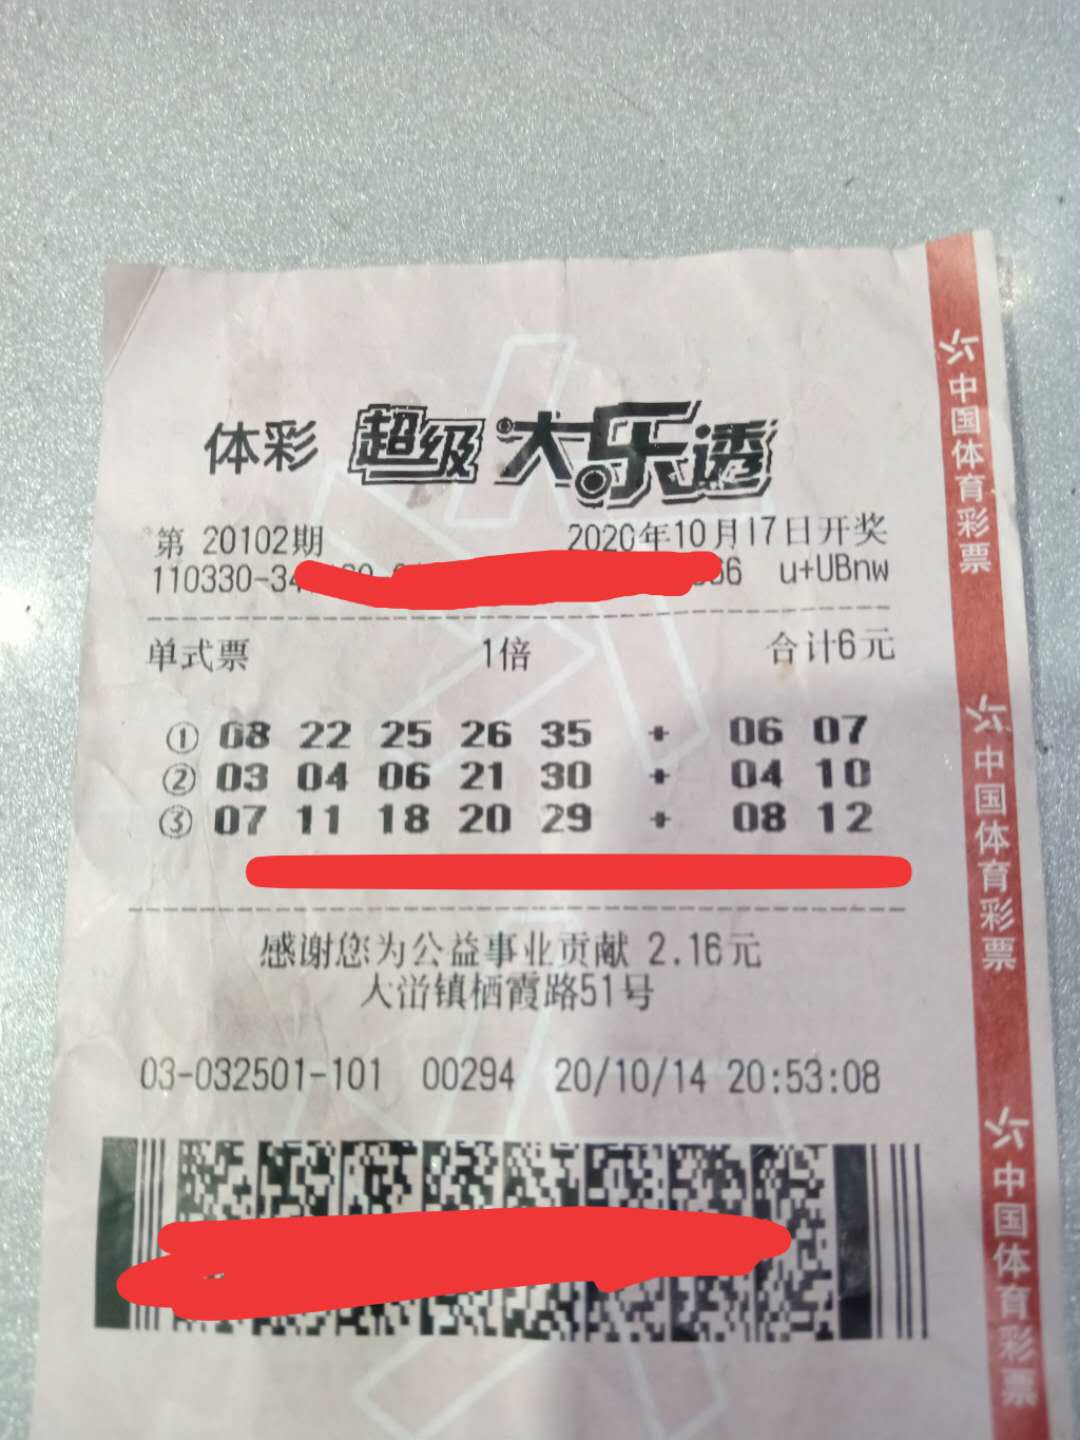 体彩 超级大乐透
第 20102期 2020年10月17日开奖
110330-34 66 u+UBnw
单式票 1倍 合计6元
① 08 22 25 26 35 + 06 07
② 03 04 06 21 30 + 04 10
③ 07 11 18 20 29 + 08 12
感谢您为公益事业贡献 2.16元
大峃镇栖霞路51号
03-032501-101 00294 20/10/14 20:53:08
中国体育彩票
中国体育彩票
中国体育彩票